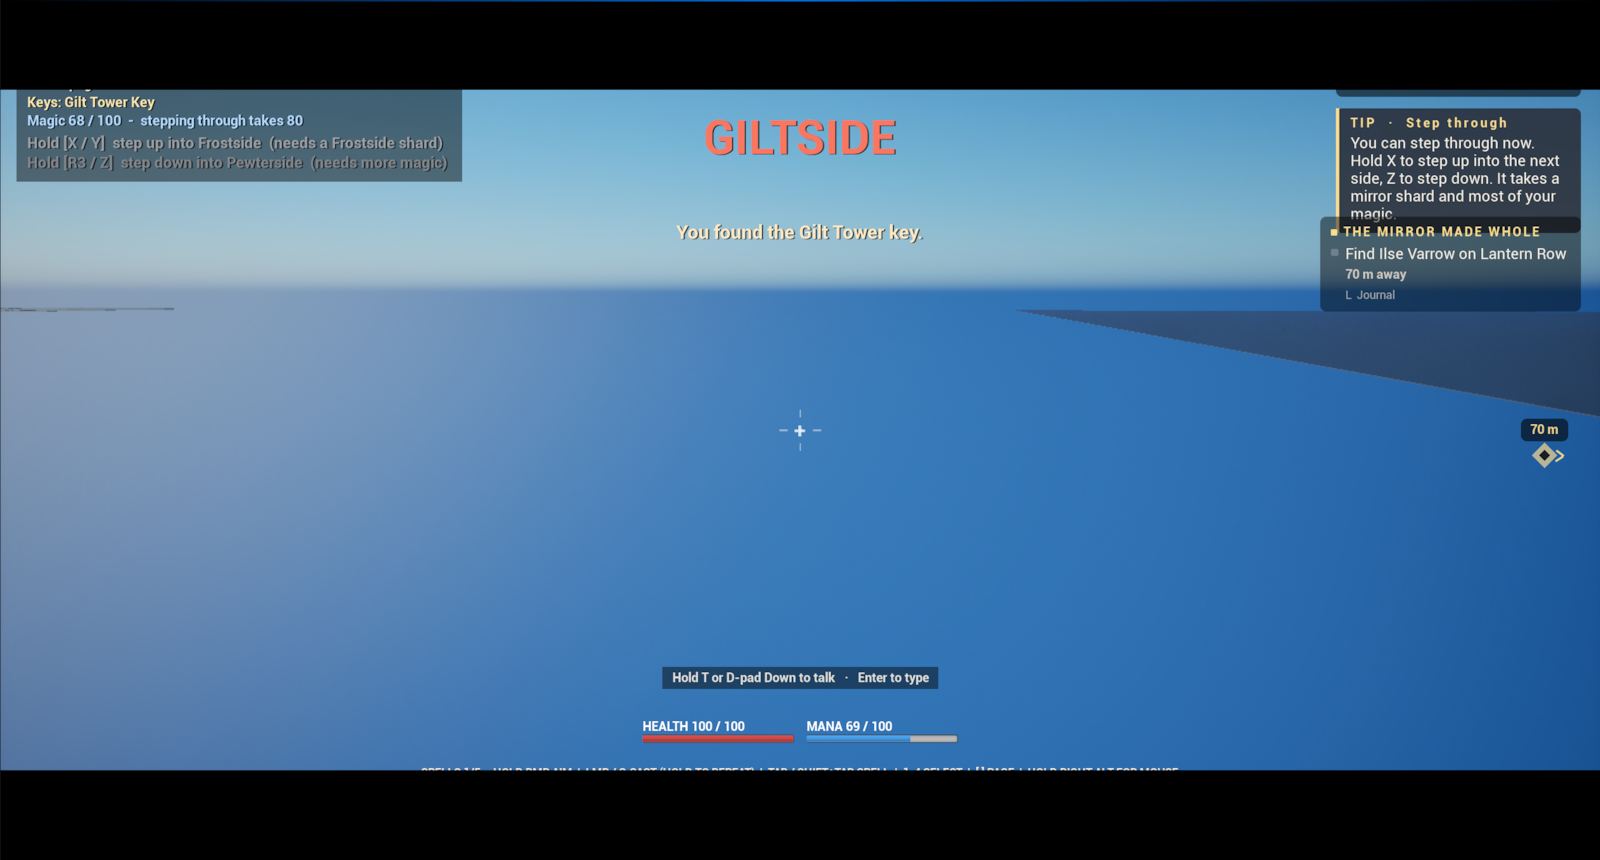 Keys: Gilt Tower Key
Magic 68 / 100 - stepping through takes 80
Hold [X / Y] step up into Frostside (needs a Frostside shard)
Hold [R3 / Z] step down into Pewterside (needs more magic)
GILTSIDE
You found the Gilt Tower key.
TIP · Step through
You can step through now.
Hold X to step up into the next
side, Z to step down. It takes a
mirror shard and most of your
magic.
THE MIRROR MADE WHOLE
Find Ilse Varrow on Lantern Row
70 m away
L Journal
70 m
Hold T or D-pad Down to talk · Enter to type
HEALTH 100 / 100
MANA 69 / 100